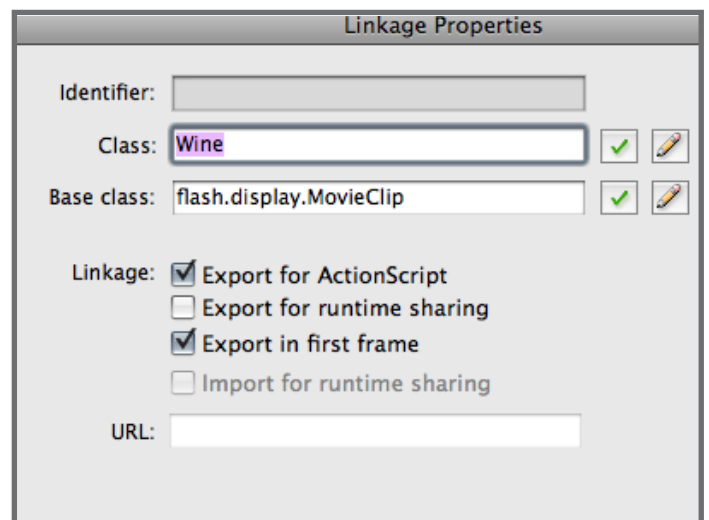 Linkage Properties
Identifier:
Class: Wine
Base class: flash.display.MovieClip
Linkage: Export for ActionScript
Export for runtime sharing
Export in first frame
Import for runtime sharing
URL: